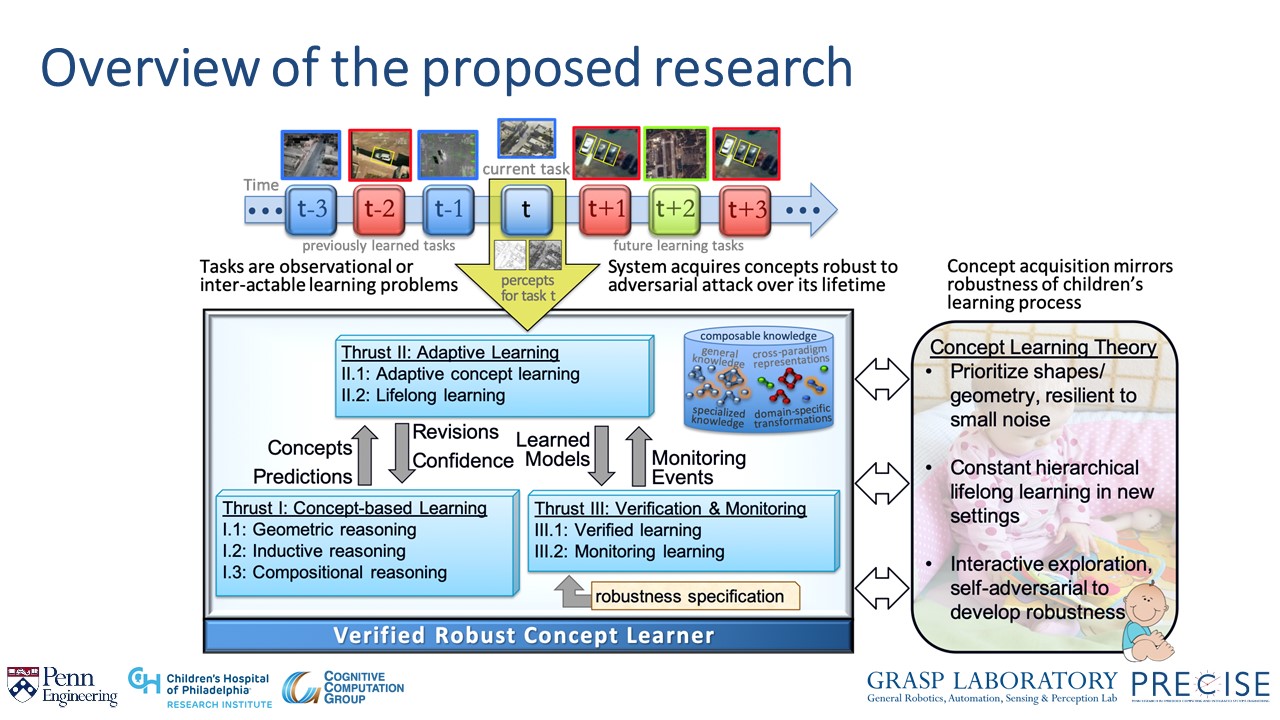 Overview of the proposed research
current task
Time
••• t-3 t-2 t-1 t t+1 t+2 t+3 •••
previously learned tasks
future learning tasks
percepts
for task t
Tasks are observational or
inter-actable learning problems
System acquires concepts robust to
adversarial attack over its lifetime
Concept acquisition mirrors
robustness of children's
learning process
Thrust II: Adaptive Learning
II.1: Adaptive concept learning
II.2: Lifelong learning
composable knowledge
general
knowledge
cross-paradigm
representations
specialized
knowledge
domain-specific
transformations
Concepts
Predictions
Revisions
Confidence
Learned
Models
Monitoring
Events
Thrust I: Concept-based Learning
I.1: Geometric reasoning
I.2: Inductive reasoning
I.3: Compositional reasoning
Thrust III: Verification & Monitoring
III.1: Verified learning
III.2: Monitoring learning
robustness specification
Verified Robust Concept Learner
Concept Learning Theory
• Prioritize shapes/
geometry, resilient to
small noise
• Constant hierarchical
lifelong learning in new
settings
• Interactive exploration,
self-adversarial to
develop robustness
Penn
Engineering
CH
Children's Hospital
of Philadelphia
RESEARCH INSTITUTE
COGNITIVE
COMPUTATION
GROUP
GRASP LABORATORY
General Robotics, Automation, Sensing & Perception Lab
PRECISE